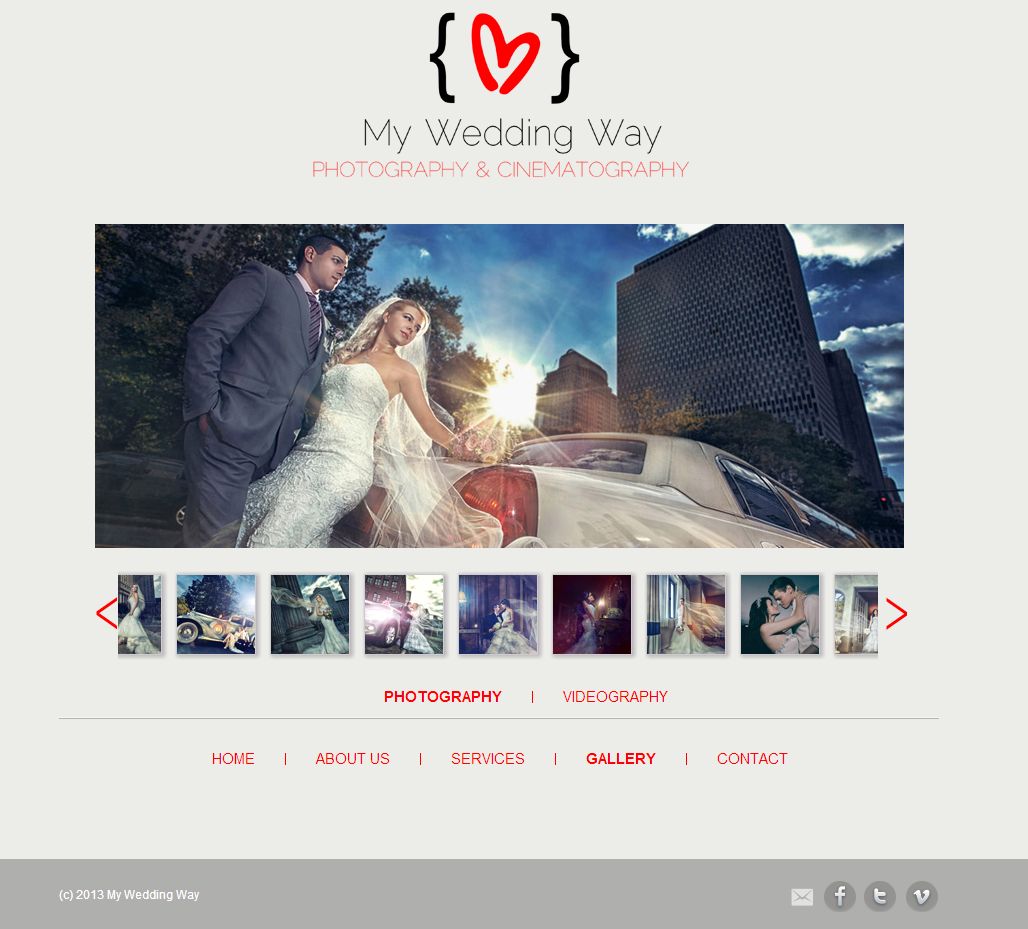 { }
My Wedding Way
PHOTOGRAPHY & CINEMATOGRAPHY
< >
PHOTOGRAPHY | VIDEOGRAPHY
HOME | ABOUT US | SERVICES | GALLERY | CONTACT
(c) 2013 My Wedding Way
f t v